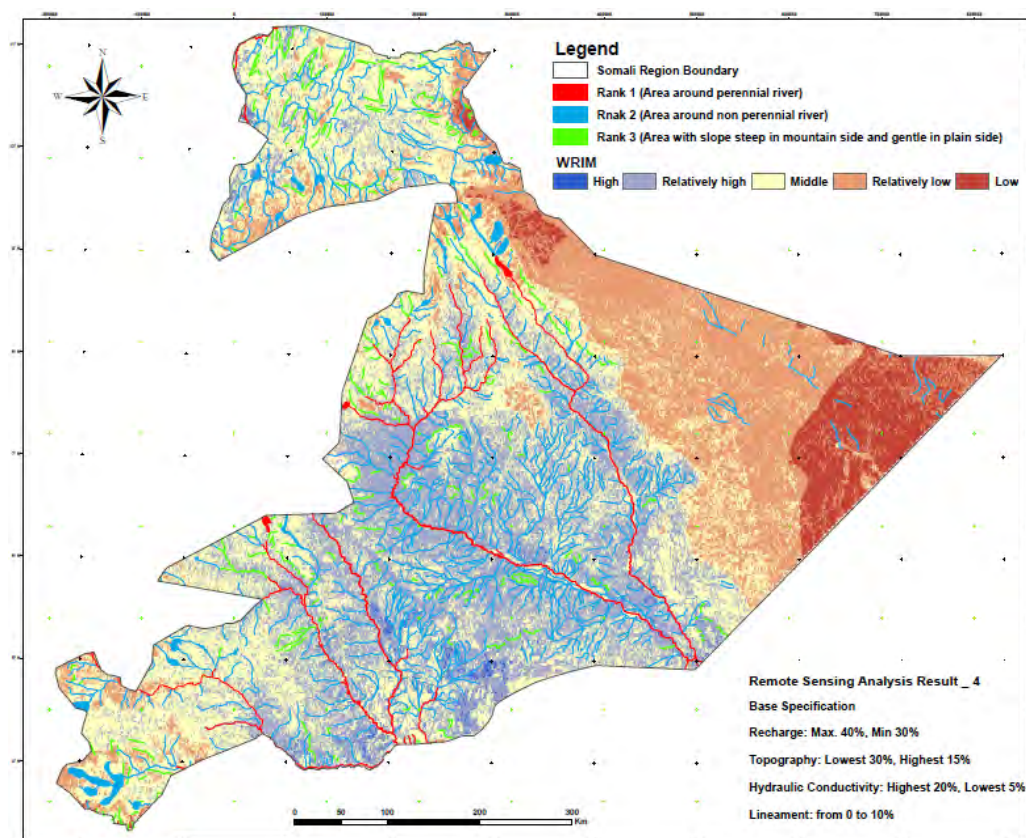 Legend
Somali Region Boundary
Rank 1 (Area around perennial river)
Rnak 2 (Area around non perennial river)
Rank 3 (Area with slope steep in mountain side and gentle in plain side)
WRIM
High Relatively high Middle Relatively low Low
N
W E
S
Remote Sensing Analysis Result _ 4
Base Specification
Recharge: Max. 40%, Min 30%
Topography: Lowest 30%, Highest 15%
Hydraulic Conductivity: Highest 20%, Lowest 5%
Lineament: from 0 to 10%
0 50 100 200 300
Km